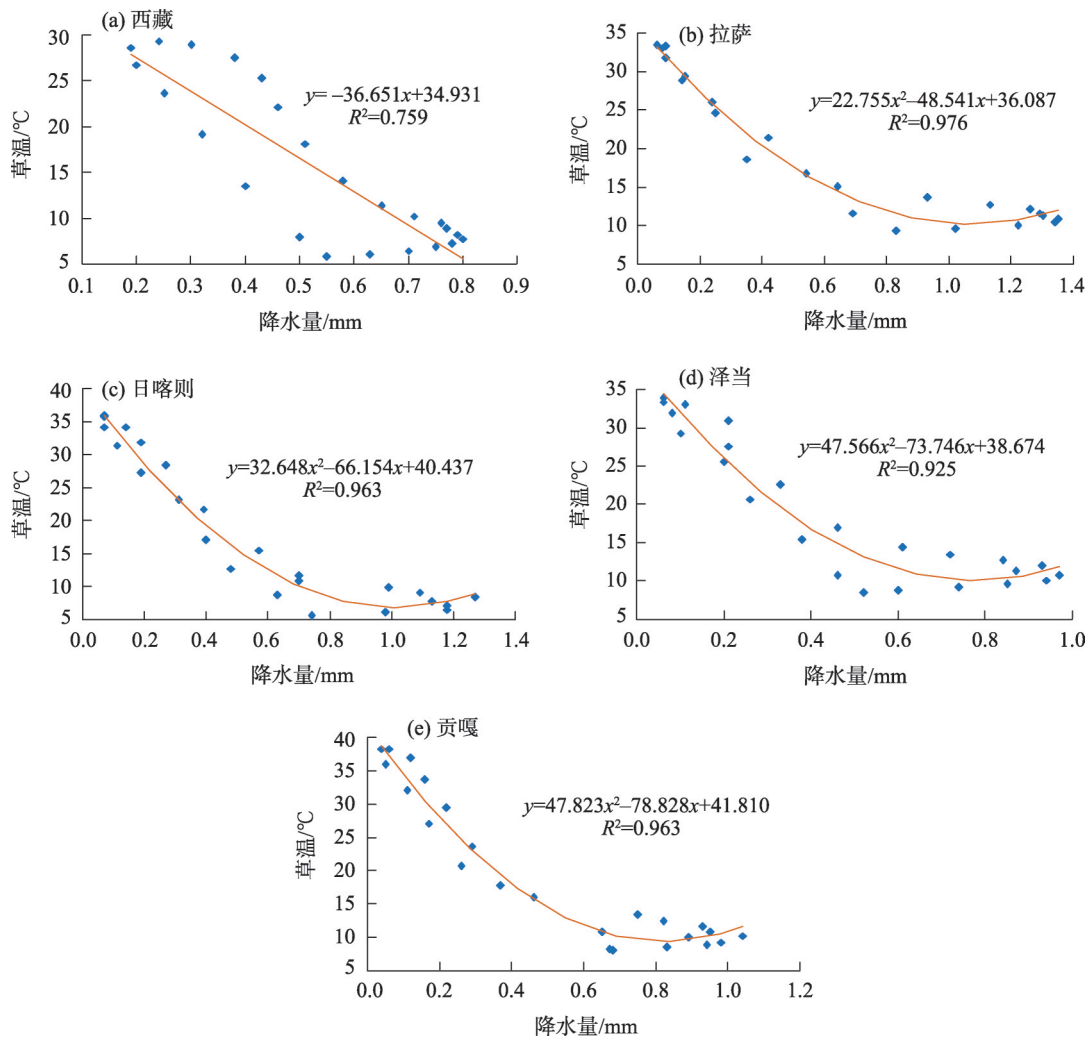 (a) 西藏
30
25
20
15
10
5
草温/℃
y= –36.651x+34.931
R²=0.759
0.1 0.2 0.3 0.4 0.5 0.6 0.7 0.8 0.9
降水量/mm
(b) 拉萨
40
35
30
25
20
15
10
5
草温/℃
y=22.755x²–48.541x+36.087
R²=0.976
0.0 0.2 0.4 0.6 0.8 1.0 1.2 1.4
降水量/mm
(c) 日喀则
40
35
30
25
20
15
10
5
草温/℃
y=32.648x²–66.154x+40.437
R²=0.963
0.0 0.2 0.4 0.6 0.8 1.0 1.2 1.4
降水量/mm
(d) 泽当
35
30
25
20
15
10
5
草温/℃
y=47.566x²–73.746x+38.674
R²=0.925
0.0 0.2 0.4 0.6 0.8 1.0
降水量/mm
(e) 贡嘎
40
35
30
25
20
15
10
5
草温/℃
y=47.823x²–78.828x+41.810
R²=0.963
0.0 0.2 0.4 0.6 0.8 1.0 1.2
降水量/mm